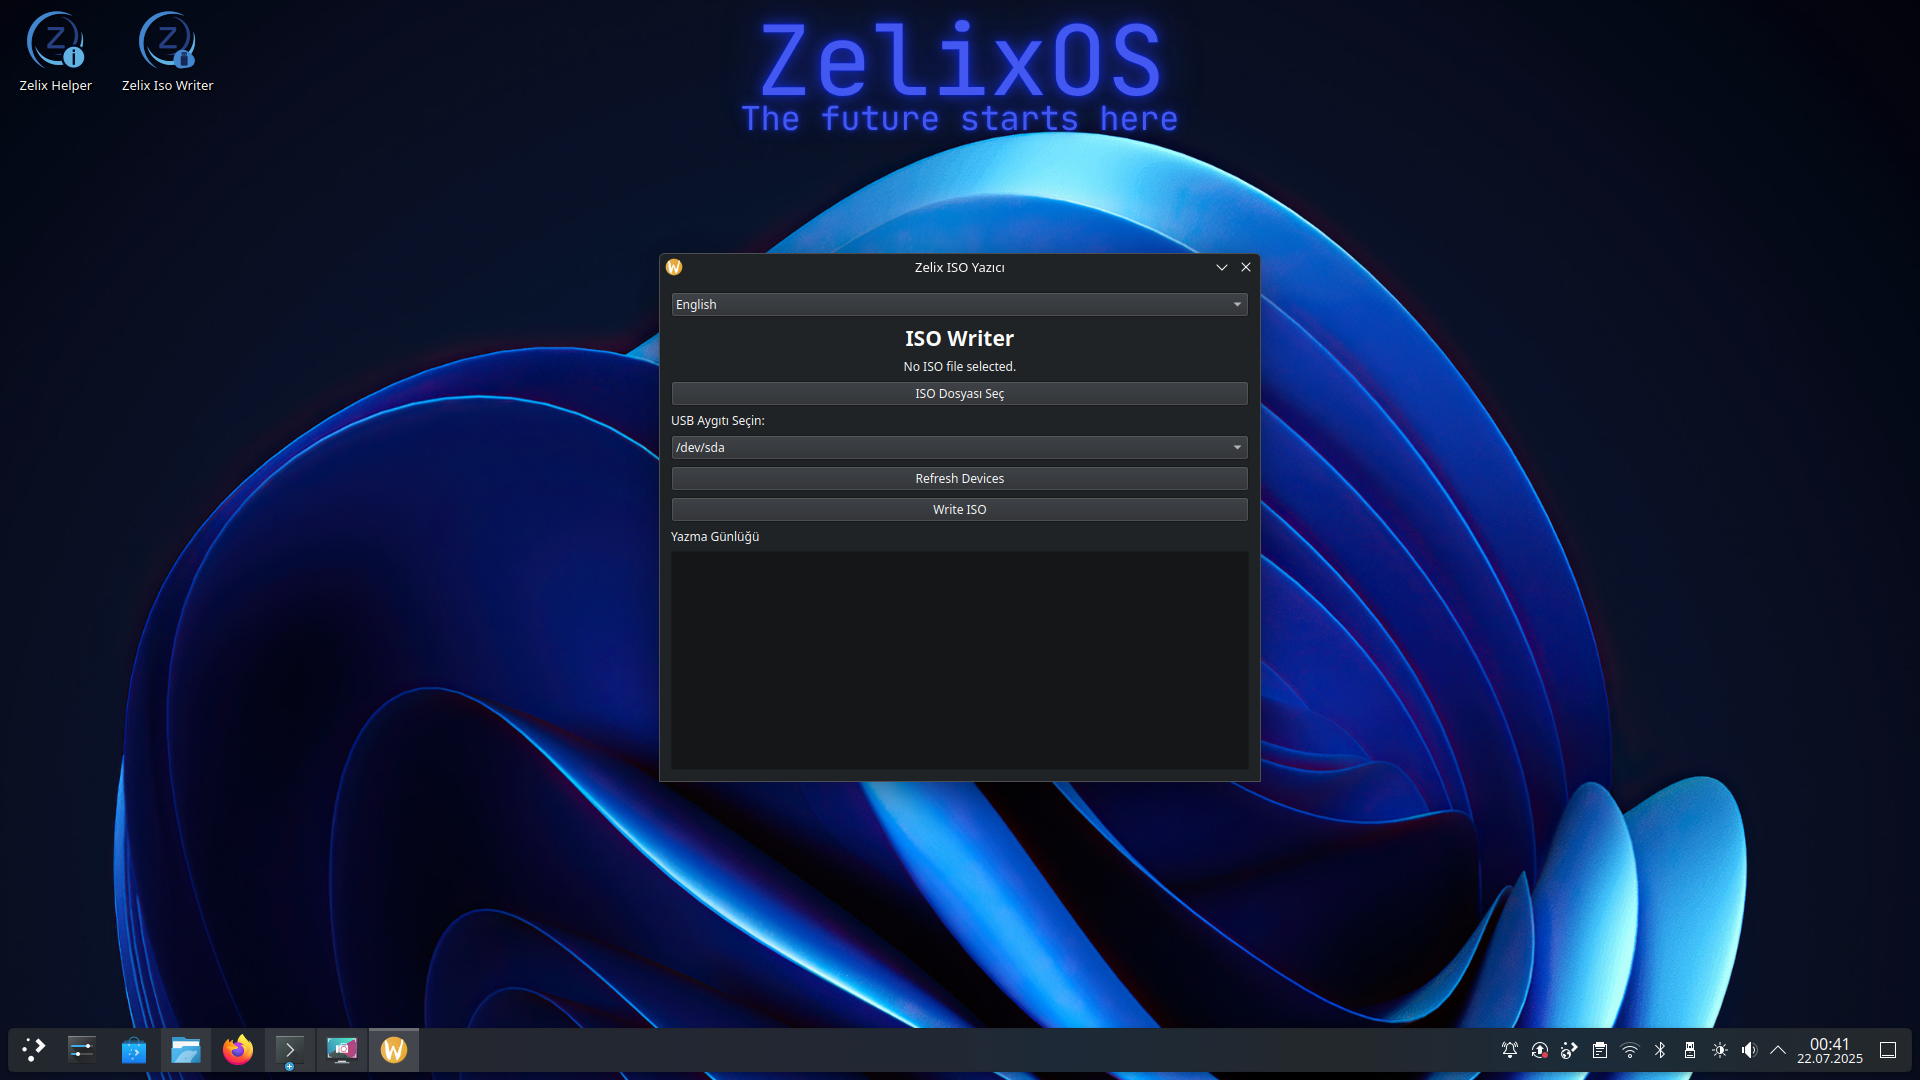 Zelix Helper
Zelix Iso Writer
ZelixOS
The future starts here
Zelix ISO Yazıcı
English
ISO Writer
No ISO file selected.
ISO Dosyası Seç
USB Aygıtı Seçin:
/dev/sda
Refresh Devices
Write ISO
Yazma Günlüğü
00:41
22.07.2025